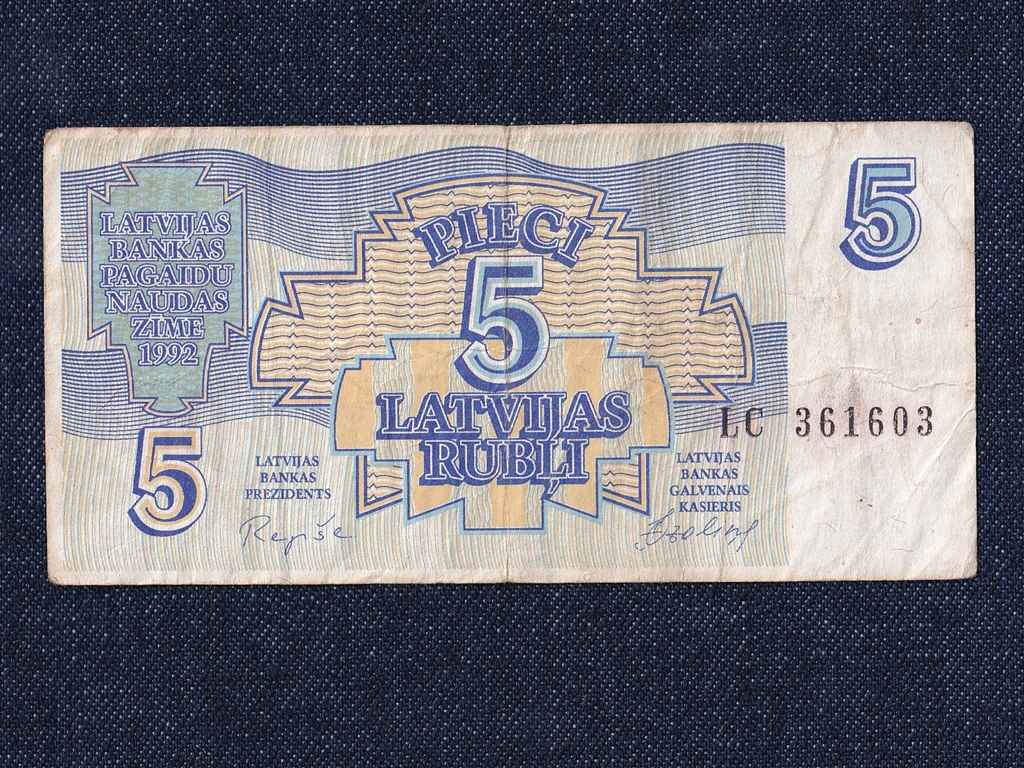 LATVIJAS
BANKAS
PAGAIDU
NAUDAS
ZĪME
1992
PIECI
5
LATVIJAS
RUBĻI
5
5
LC 361603
LATVIJAS
BANKAS
PREZIDENTS
Repše
LATVIJAS
BANKAS
GALVENAIS
KASIERIS